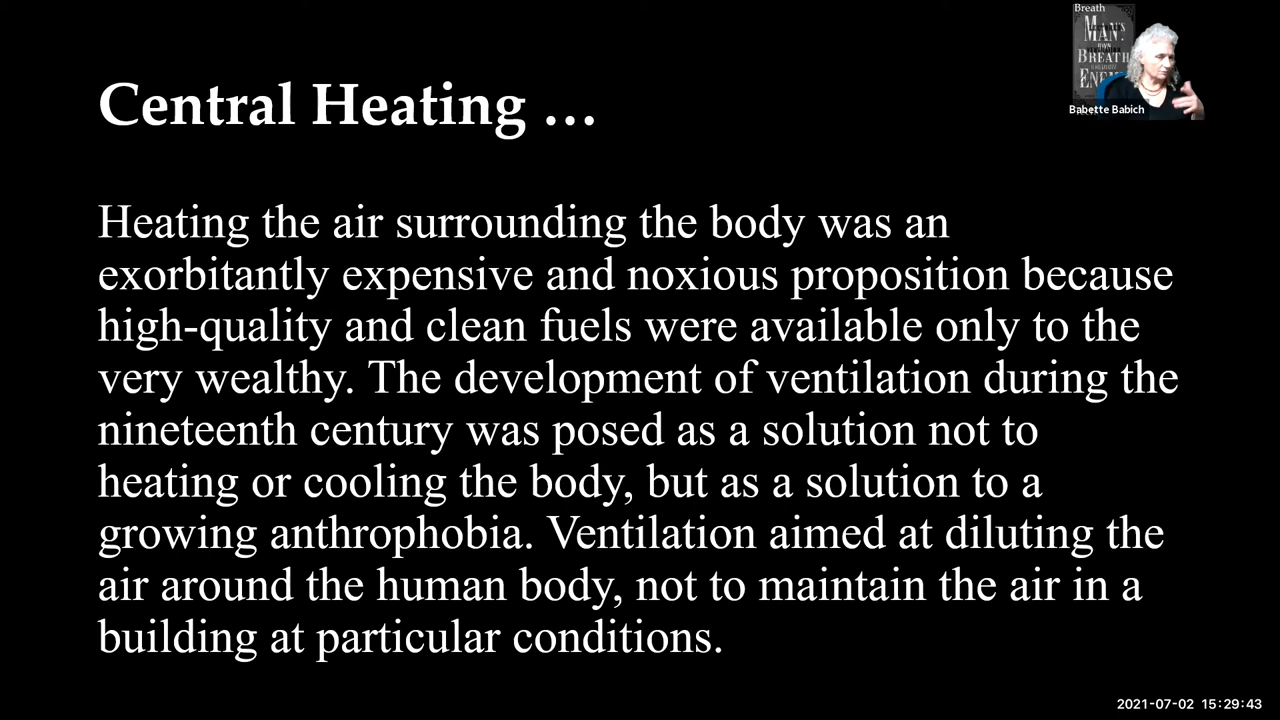 Breath
MAN'S
BREATH
Babette Babich
Central Heating …
Heating the air surrounding the body was an
exorbitantly expensive and noxious proposition because
high-quality and clean fuels were available only to the
very wealthy. The development of ventilation during the
nineteenth century was posed as a solution not to
heating or cooling the body, but as a solution to a
growing anthrophobia. Ventilation aimed at diluting the
air around the human body, not to maintain the air in a
building at particular conditions.
2021-07-02 15:29:43